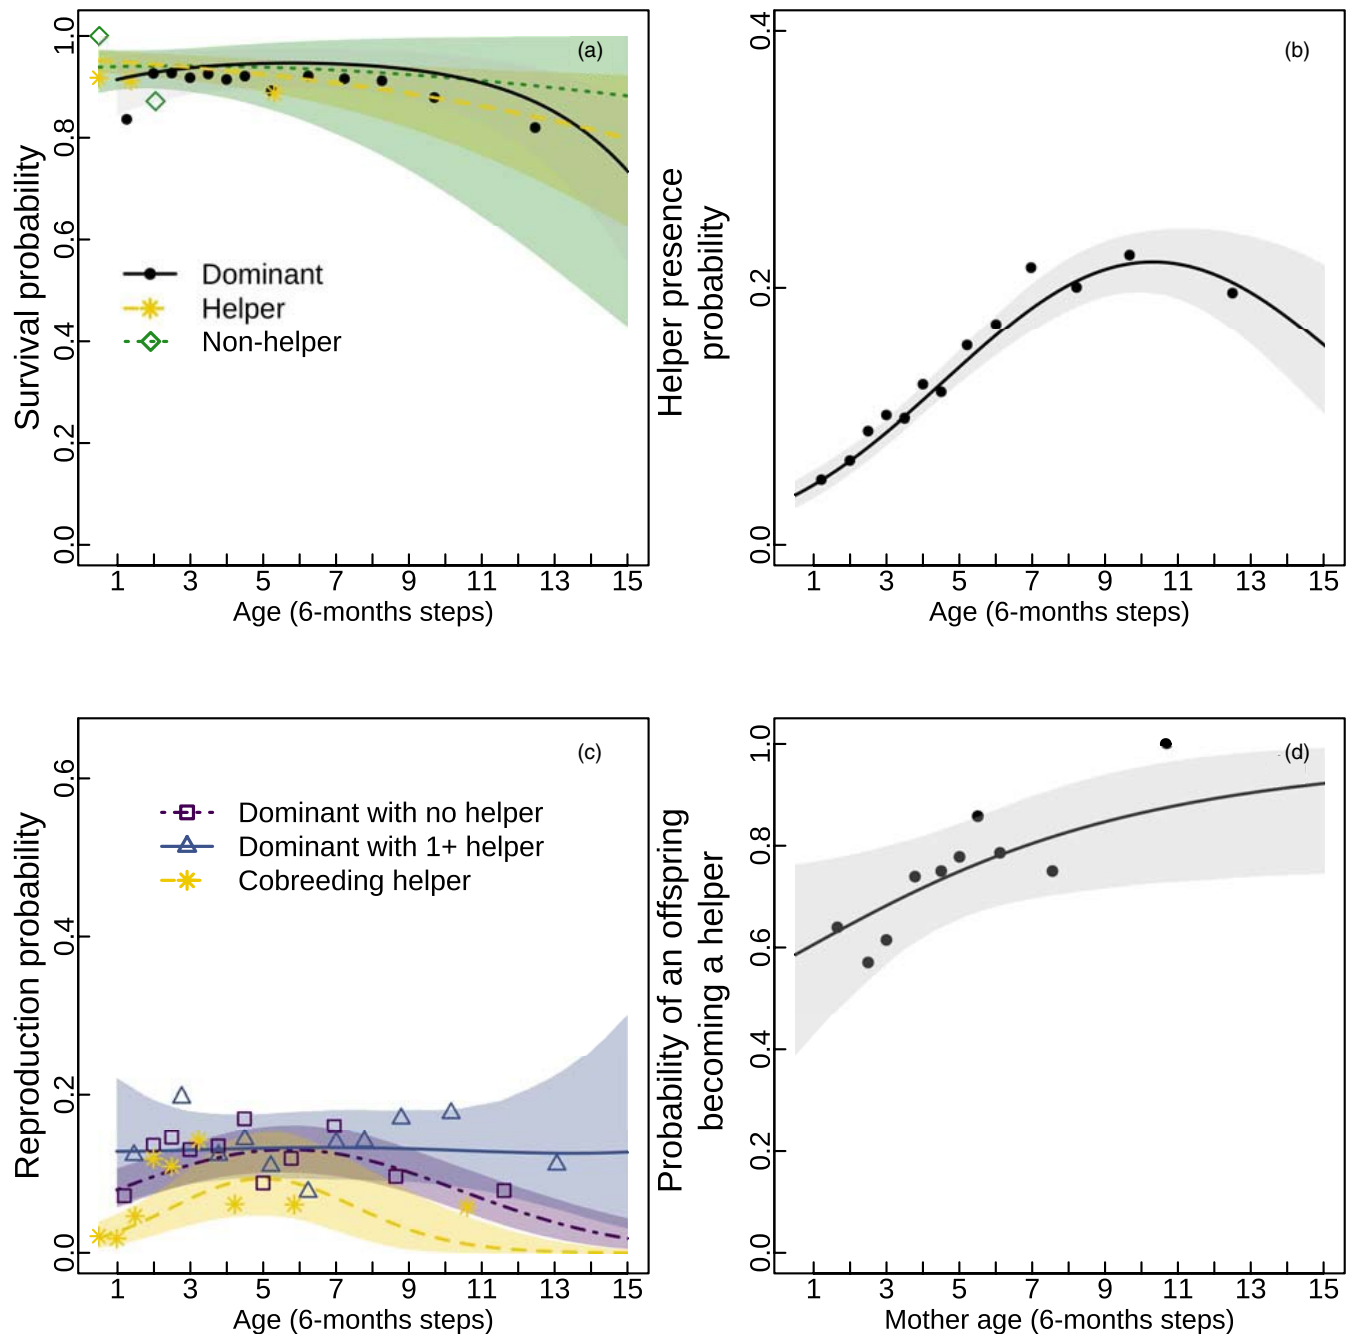 (a)
Survival probability
1.0
0.8
0.6
0.4
0.2
0.0
Dominant
Helper
Non-helper
1 3 5 7 9 11 13 15
Age (6-months steps)
(b)
Helper presence
probability
0.4
0.2
0.0
1 3 5 7 9 11 13 15
Age (6-months steps)
(c)
Reproduction probability
0.6
0.4
0.2
0.0
Dominant with no helper
Dominant with 1+ helper
Cobreeding helper
1 3 5 7 9 11 13 15
Age (6-months steps)
(d)
Probability of an offspring
becoming a helper
1.0
0.8
0.6
0.4
0.2
0.0
1 3 5 7 9 11 13 15
Mother age (6-months steps)